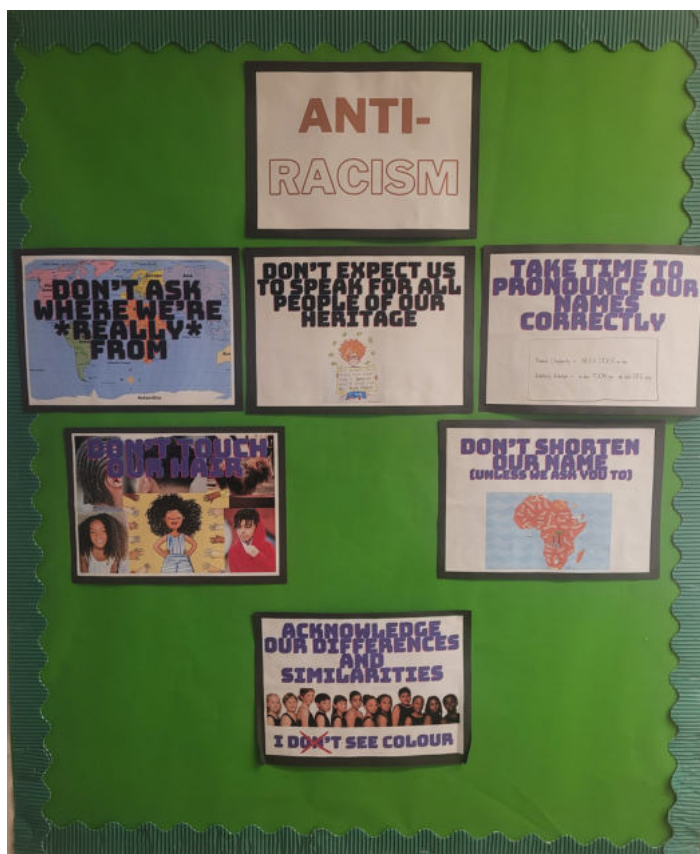 ANTI-
RACISM
DON'T ASK
WHERE WE'RE
*REALLY*
FROM
DON'T EXPECT US
TO SPEAK FOR ALL
PEOPLE OF OUR
HERITAGE
TAKE TIME TO
PRONOUNCE OUR
NAMES
CORRECTLY
DON'T TOUCH
OUR HAIR
DON'T SHORTEN
OUR NAME
(UNLESS WE ASK YOU TO)
ACKNOWLEDGE
OUR DIFFERENCES
AND
SIMILARITIES
I DON'T SEE COLOUR